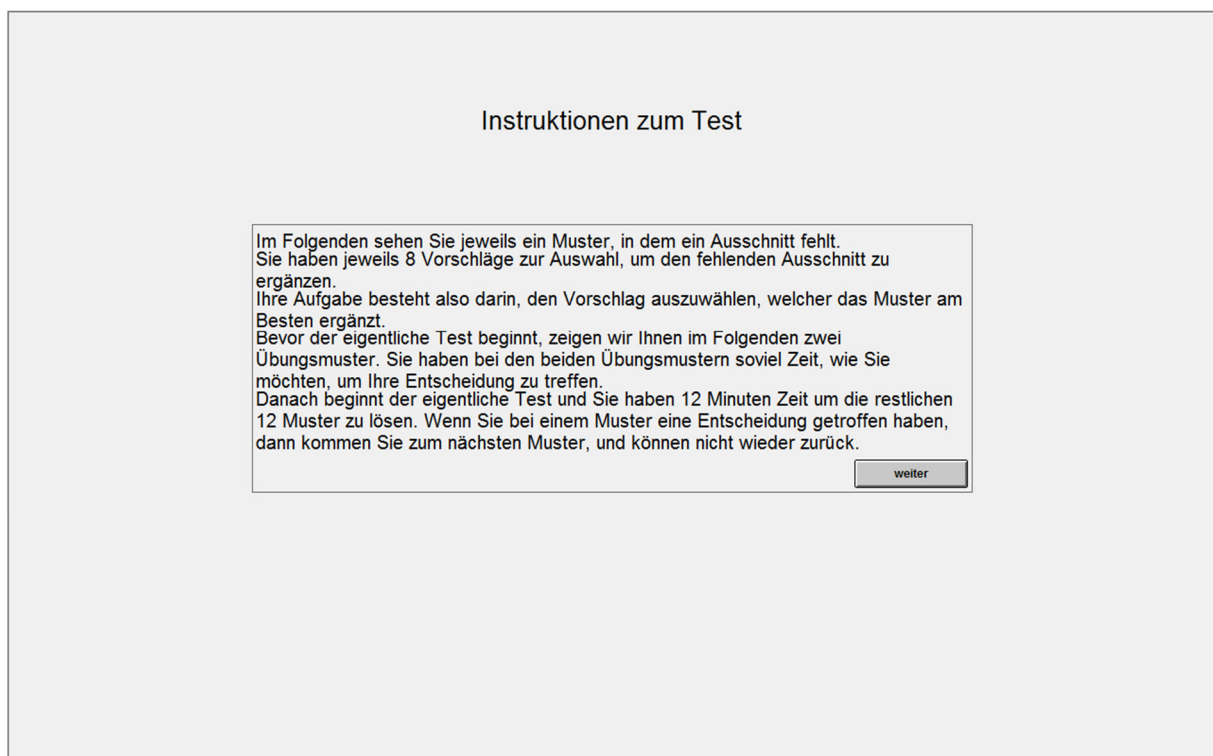 Instruktionen zum Test
Im Folgenden sehen Sie jeweils ein Muster, in dem ein Ausschnitt fehlt.
Sie haben jeweils 8 Vorschläge zur Auswahl, um den fehlenden Ausschnitt zu
ergänzen.
Ihre Aufgabe besteht also darin, den Vorschlag auszuwählen, welcher das Muster am
Besten ergänzt.
Bevor der eigentliche Test beginnt, zeigen wir Ihnen im Folgenden zwei
Übungsmuster. Sie haben bei den beiden Übungsmustern soviel Zeit, wie Sie
möchten, um Ihre Entscheidung zu treffen.
Danach beginnt der eigentliche Test und Sie haben 12 Minuten Zeit um die restlichen
12 Muster zu lösen. Wenn Sie bei einem Muster eine Entscheidung getroffen haben,
dann kommen Sie zum nächsten Muster, und können nicht wieder zurück.
weiter